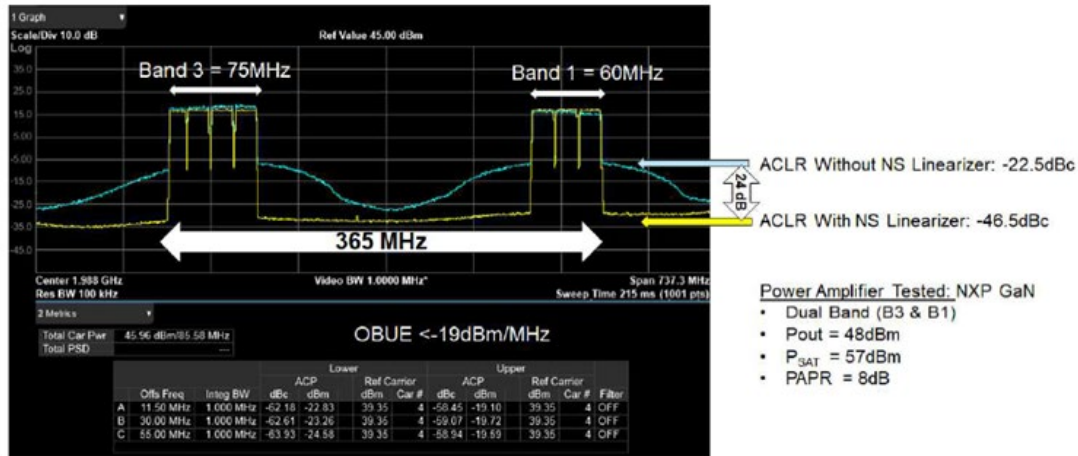 1 Graph
Scale/Div 10.0 dB
Ref Value 45.00 dBm
Log
35.0
25.0
15.0
5.00
-5.00
-15.0
-25.0
-35.0
-45.0
Band 3 = 75MHz
Band 1 = 60MHz
365 MHz
24 dB
ACLR Without NS Linearizer: -22.5dBc
ACLR With NS Linearizer: -46.5dBc
Center 1.988 GHz
Video BW 1.0000 MHz*
Span 737.3 MHz
Res BW 100 kHz
Sweep Time 215 ms (1001 pts)
Power Amplifier Tested: NXP GaN
• Dual Band (B3 & B1)
• Pout = 48dBm
• PSAT = 57dBm
• PAPR = 8dB
2 Metrics
Total Car Pwr 45.96 dBm/85.58 MHz
Total PSD ---
OBUE <-19dBm/MHz
Lower Upper
ACP Ref Carrier ACP Ref Carrier
Offs Freq Integ BW dBc dBm dBm Car # dBc dBm dBm Car # Filter
A 11.50 MHz 1.000 MHz -62.18 -22.83 39.35 4 -58.45 -19.10 39.35 4 OFF
B 30.00 MHz 1.000 MHz -62.61 -23.26 39.35 4 -59.07 -19.72 39.35 4 OFF
C 55.00 MHz 1.000 MHz -63.93 -24.58 39.35 4 -58.94 -19.59 39.35 4 OFF